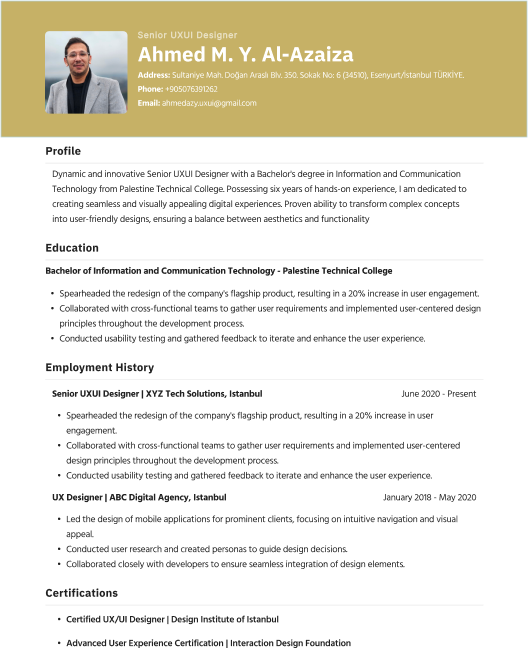 Senior UXUI Designer
Ahmed M. Y. Al-Azaiza
Address: Sultaniye Mah. Doğan Araslı Blv. 350. Sokak No: 6 (34510), Esenyurt/İstanbul TÜRKİYE.
Phone: +905076391262
Email: ahmedazy.uxui@gmail.com
Profile
Dynamic and innovative Senior UXUI Designer with a Bachelor's degree in Information and Communication
Technology from Palestine Technical College. Possessing six years of hands-on experience, I am dedicated to
creating seamless and visually appealing digital experiences. Proven ability to transform complex concepts
into user-friendly designs, ensuring a balance between aesthetics and functionality
Education
Bachelor of Information and Communication Technology - Palestine Technical College
• Spearheaded the redesign of the company's flagship product, resulting in a 20% increase in user engagement.
• Collaborated with cross-functional teams to gather user requirements and implemented user-centered design
principles throughout the development process.
• Conducted usability testing and gathered feedback to iterate and enhance the user experience.
Employment History
Senior UXUI Designer | XYZ Tech Solutions, Istanbul June 2020 - Present
• Spearheaded the redesign of the company's flagship product, resulting in a 20% increase in user
engagement.
• Collaborated with cross-functional teams to gather user requirements and implemented user-centered
design principles throughout the development process.
• Conducted usability testing and gathered feedback to iterate and enhance the user experience.
UX Designer | ABC Digital Agency, Istanbul January 2018 - May 2020
• Led the design of mobile applications for prominent clients, focusing on intuitive navigation and visual
appeal.
• Conducted user research and created personas to guide design decisions.
• Collaborated closely with developers to ensure seamless integration of design elements.
Certifications
• Certified UX/UI Designer | Design Institute of Istanbul
• Advanced User Experience Certification | Interaction Design Foundation